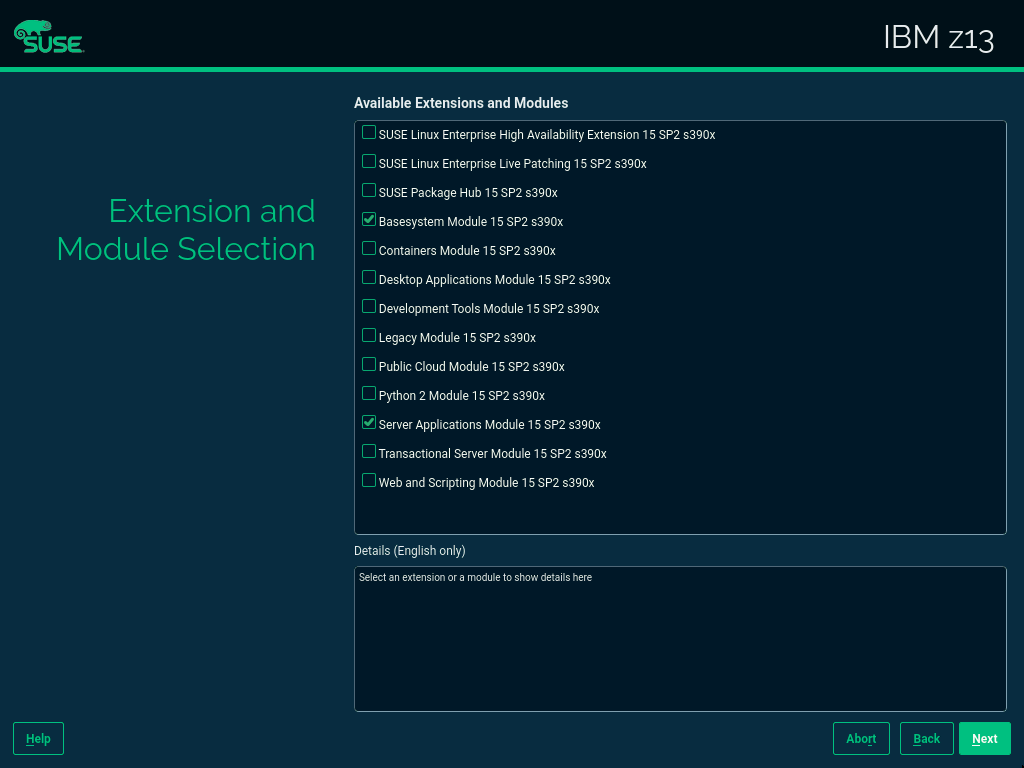 SUSE
IBM z13
Extension and
Module Selection
Available Extensions and Modules
SUSE Linux Enterprise High Availability Extension 15 SP2 s390x
SUSE Linux Enterprise Live Patching 15 SP2 s390x
SUSE Package Hub 15 SP2 s390x
Basesystem Module 15 SP2 s390x
Containers Module 15 SP2 s390x
Desktop Applications Module 15 SP2 s390x
Development Tools Module 15 SP2 s390x
Legacy Module 15 SP2 s390x
Public Cloud Module 15 SP2 s390x
Python 2 Module 15 SP2 s390x
Server Applications Module 15 SP2 s390x
Transactional Server Module 15 SP2 s390x
Web and Scripting Module 15 SP2 s390x
Details (English only)
Select an extension or a module to show details here
Help
Abort
Back
Next